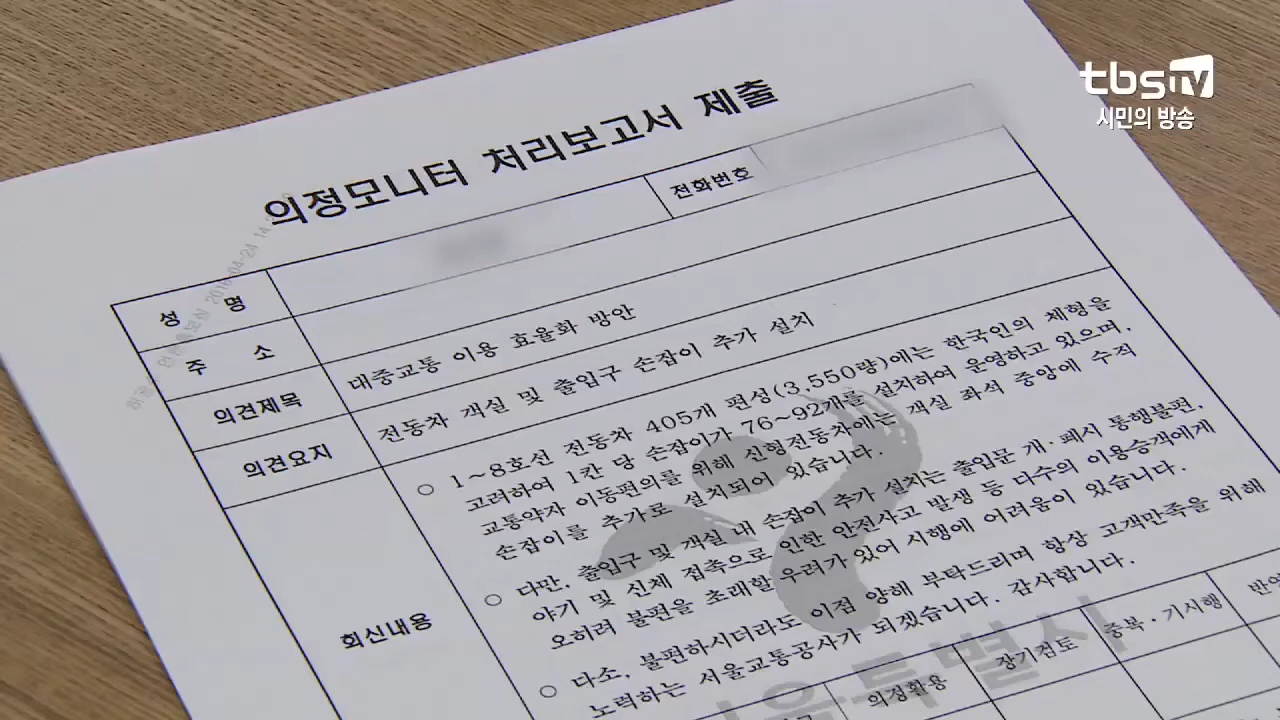 tbs TV
시민의 방송
의정모니터 처리보고서 제출
성 명
전화번호
주 소
의견제목
대중교통 이용 효율화 방안
의견요지
전동차 객실 및 출입구 손잡이 추가 설치
회신내용
○ 1~8호선 전동차 405개 편성(3,550량)에는 한국인의 체형을
고려하여 1칸 당 손잡이가 76~92개를 설치하여 운영하고 있으며,
교통약자 이동편의를 위해 신형전동차에는 객실 좌석 중앙에 수직
손잡이를 추가로 설치되어 있습니다.
○ 다만, 출입구 및 객실 내 손잡이 추가 설치는 출입문 개·폐시 통행불편,
야기 및 신체 접촉으로 인한 안전사고 발생 등 다수의 이용승객에게
오히려 불편을 초래할 우려가 있어 시행에 어려움이 있습니다.
○ 다소, 불편하시더라도 이점 양해 부탁드리며 항상 고객만족을 위해
노력하는 서울교통공사가 되겠습니다. 감사합니다.
의정활용
장기검토
중복·기시행
반영
울특별시